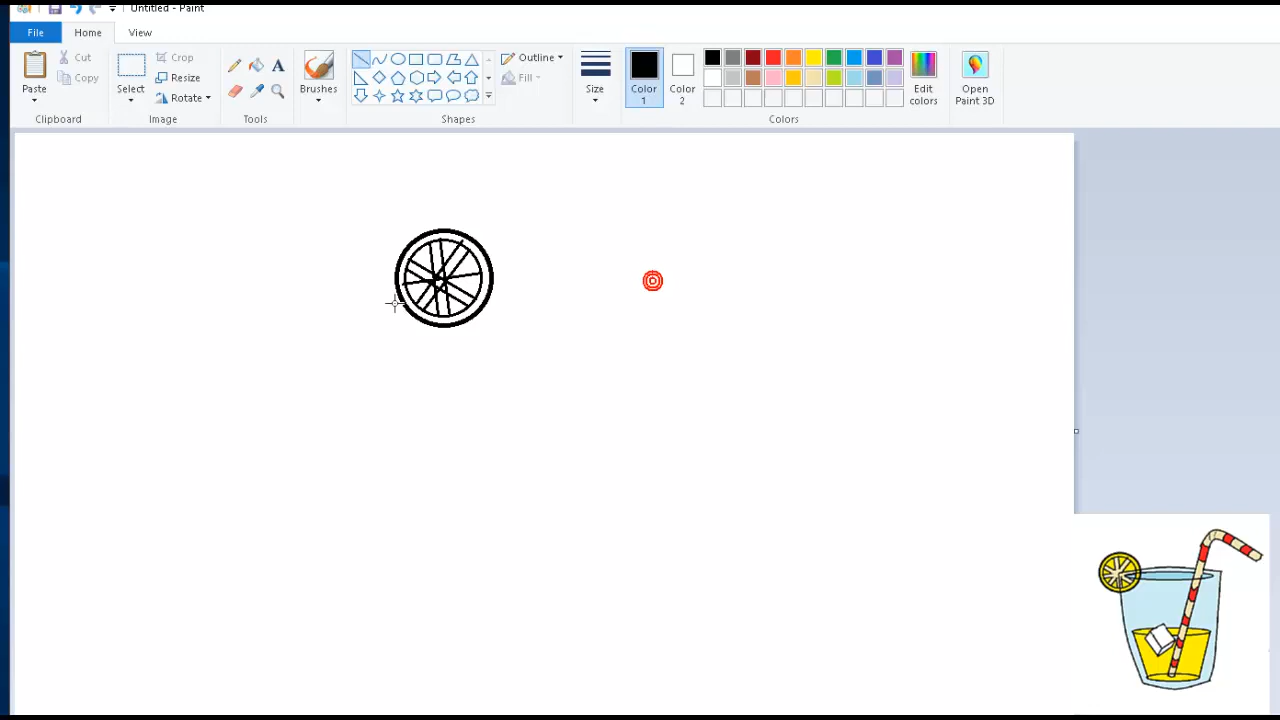 Untitled - Paint
File Home View
Paste Cut Copy
Select Crop Resize Rotate
Brushes
Outline Fill
Size
Color 1
Color 2
Edit colors
Open Paint 3D
Clipboard Image Tools Shapes Colors